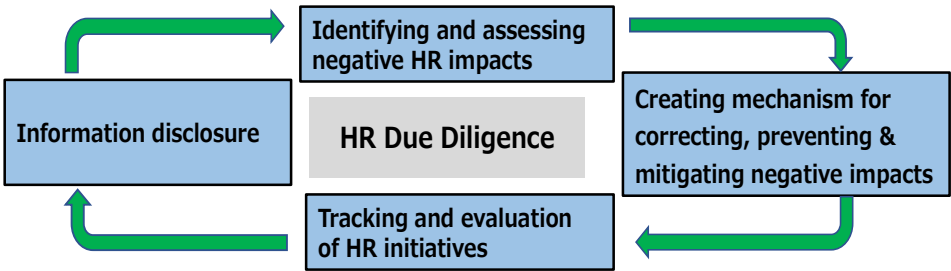 Identifying and assessing
negative HR impacts
Creating mechanism for
correcting, preventing &
mitigating negative impacts
Information disclosure
HR Due Diligence
Tracking and evaluation
of HR initiatives